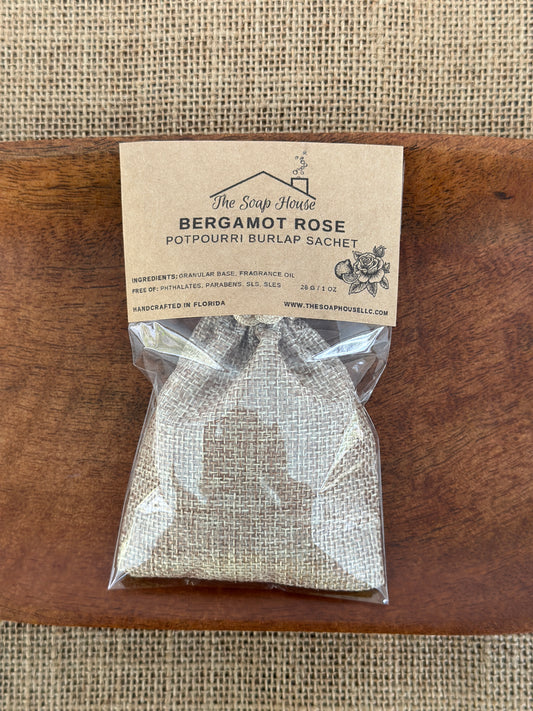 The Soap House
BERGAMOT ROSE
POTPOURRI BURLAP SACHET
INGREDIENTS; GRANULAR BASE, FRAGRANCE OIL
FREE OF; PHTHALATES, PARABENS, SLS, SLES
28 G / 1 OZ
HANDCRAFTED IN FLORIDA
WWW.THESOAPHOUSELLC.COM